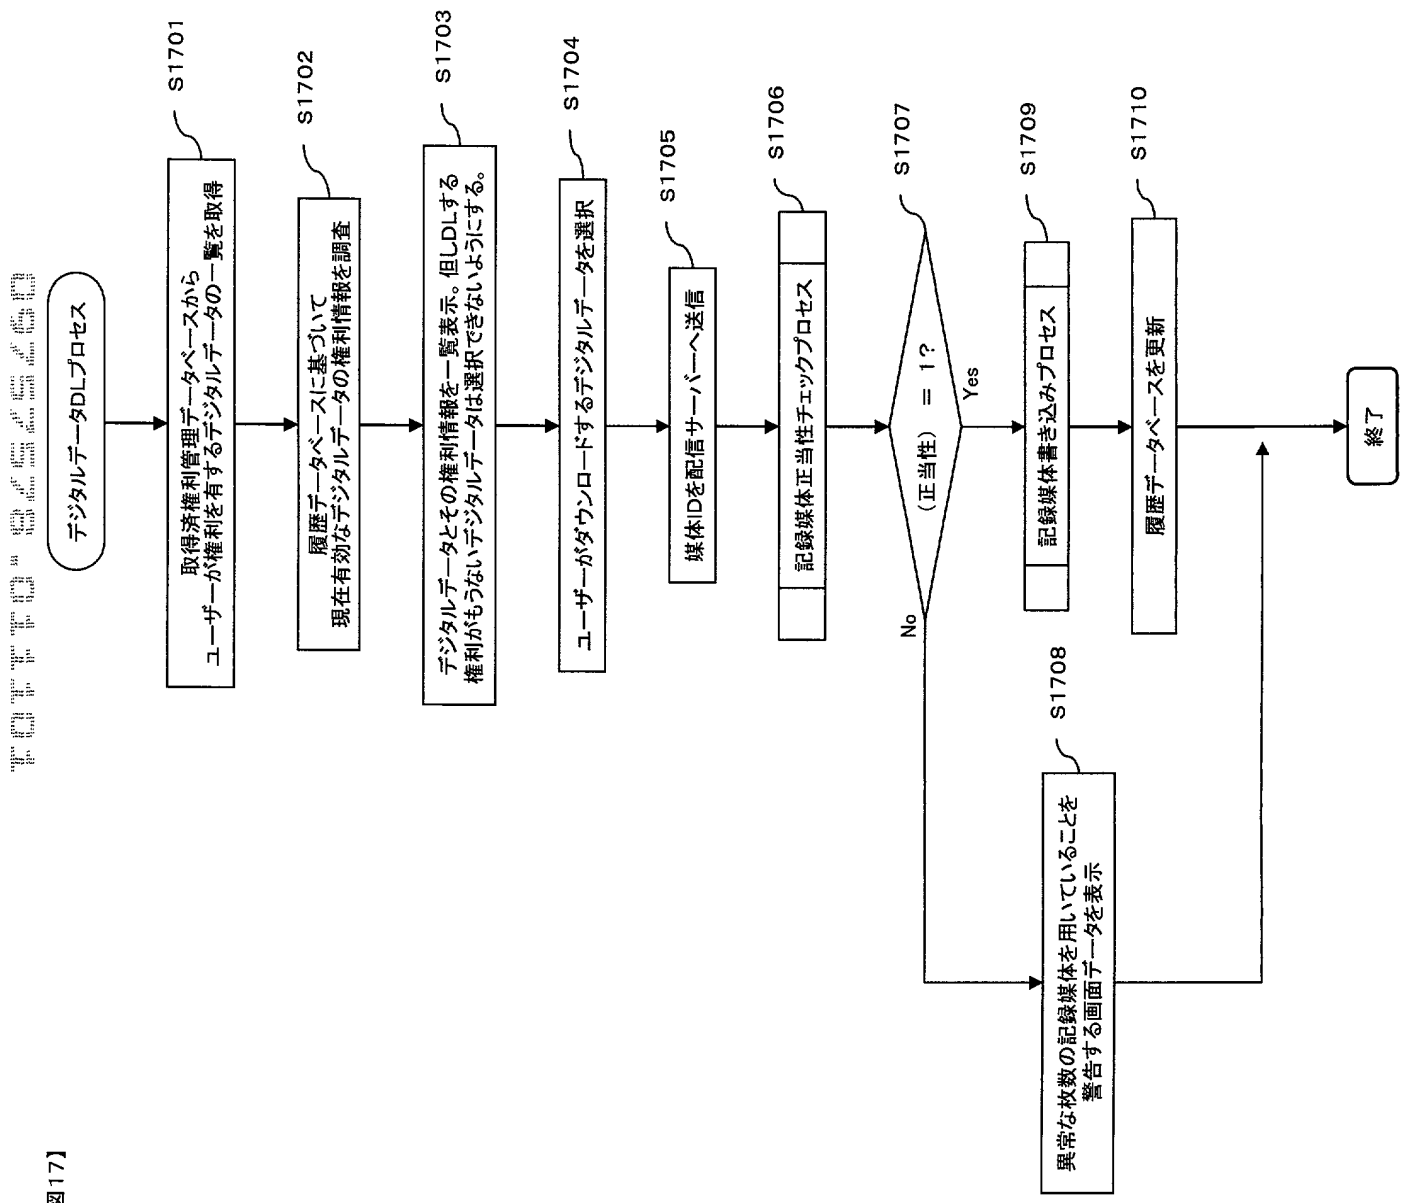 【図17】
デジタルデータDLプロセス
取得済権利管理データベースから
ユーザーが権利を有するデジタルデータの一覧を取得
S1701
履歴データベースに基づいて
現在有効なデジタルデータの権利情報を調査
S1702
デジタルデータとその権利情報を一覧表示。但しDLする
権利がもうないデジタルデータは選択できないようにする。
S1703
ユーザーがダウンロードするデジタルデータを選択
S1704
媒体IDを配信サーバーへ送信
S1705
記録媒体正当性チェックプロセス
S1706
(正当性) = 1?
S1707
No
Yes
異常な枚数の記録媒体を用いていることを
警告する画面データを表示
S1708
記録媒体書き込みプロセス
S1709
履歴データベースを更新
S1710
終了